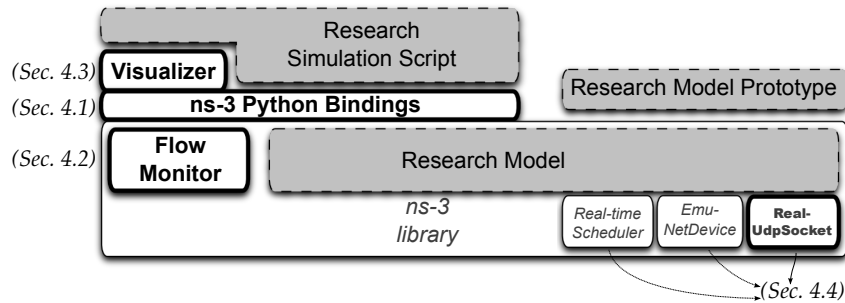 Research
Simulation Script
(Sec. 4.3)
Visualizer
Research Model Prototype
(Sec. 4.1)
ns-3 Python Bindings
(Sec. 4.2)
Flow
Monitor
Research Model
ns-3
library
Real-time
Scheduler
Emu-
NetDevice
Real-
UdpSocket
(Sec. 4.4)